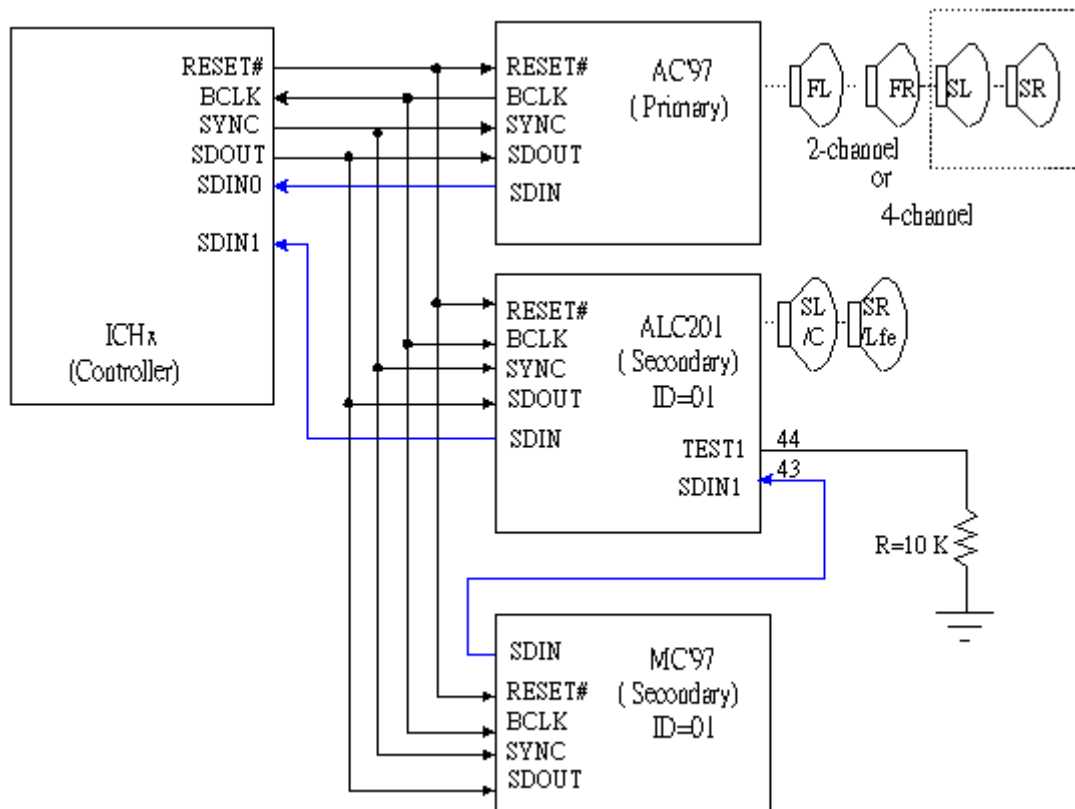 RESET#
BCLK
SYNC
SDOUT
SDIN0
SDIN1
ICHx
(Controller)
RESET#
BCLK
SYNC
SDOUT
SDIN
AC'97
( Primary)
FL
FR
SL
SR
2-channel
or
4-channel
RESET#
BCLK
SYNC
SDOUT
SDIN
ALC201
( Secondary)
ID=01
TEST1
SDIN1
44
43
SL
/C
SR
/Lfe
R=10 K
SDIN
RESET#
BCLK
SYNC
SDOUT
MC'97
( Secondary)
ID=01